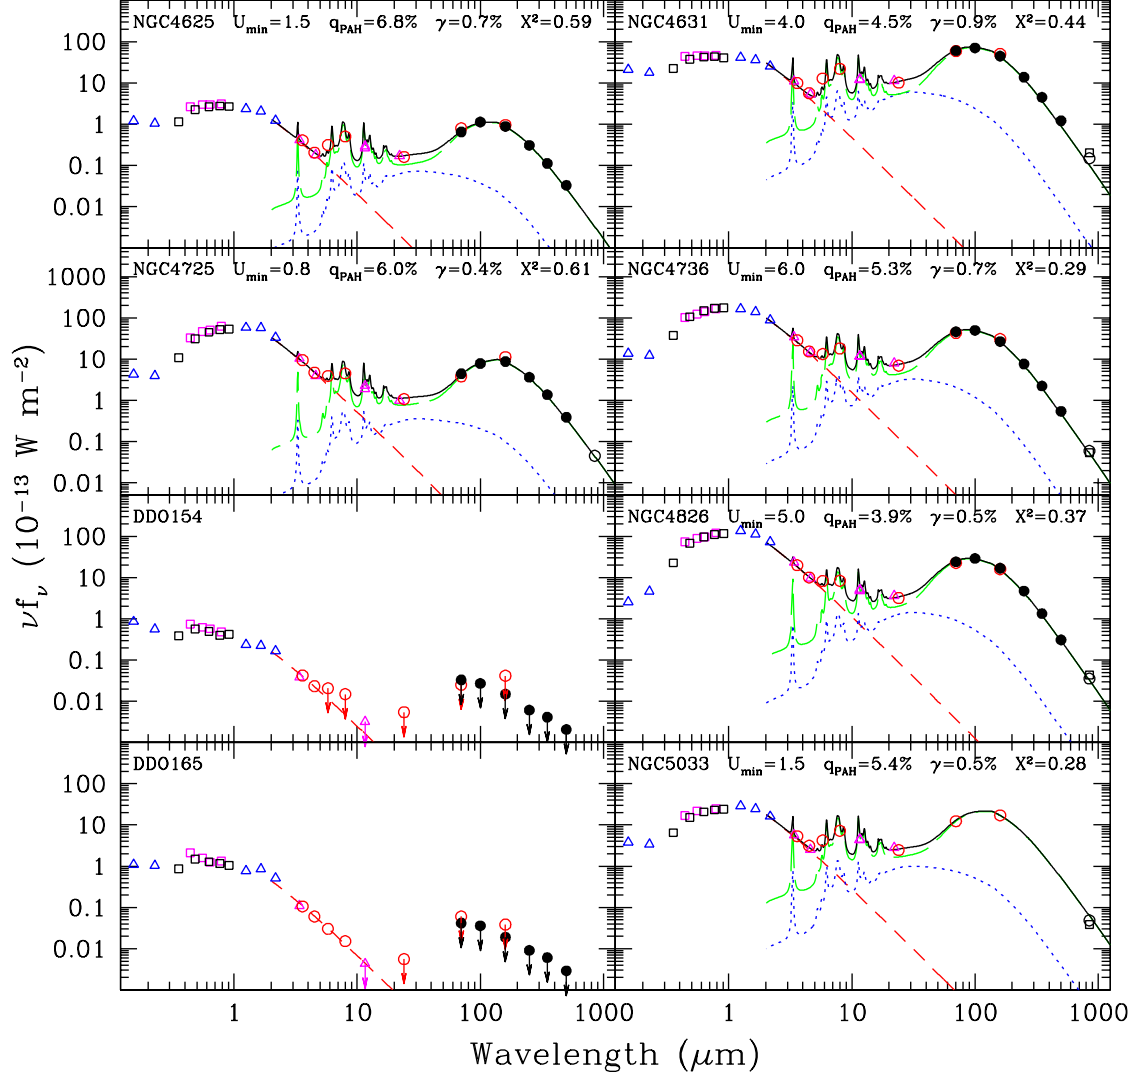 NGC4625 U_min=1.5 q_PAH=6.8% γ=0.7% X²=0.59
NGC4631 U_min=4.0 q_PAH=4.5% γ=0.9% X²=0.44
100
10
1
0.1
0.01
NGC4725 U_min=0.8 q_PAH=6.0% γ=0.4% X²=0.61
NGC4736 U_min=6.0 q_PAH=5.3% γ=0.7% X²=0.29
1000
100
10
1
0.1
0.01
DDO154
NGC4826 U_min=5.0 q_PAH=3.9% γ=0.5% X²=0.37
100
10
1
0.1
0.01
DDO165
NGC5033 U_min=1.5 q_PAH=5.4% γ=0.5% X²=0.28
100
10
1
0.1
0.01
νf_ν (10⁻¹³ W m⁻²)
1 10 100 1000 1 10 100 1000
Wavelength (μm)